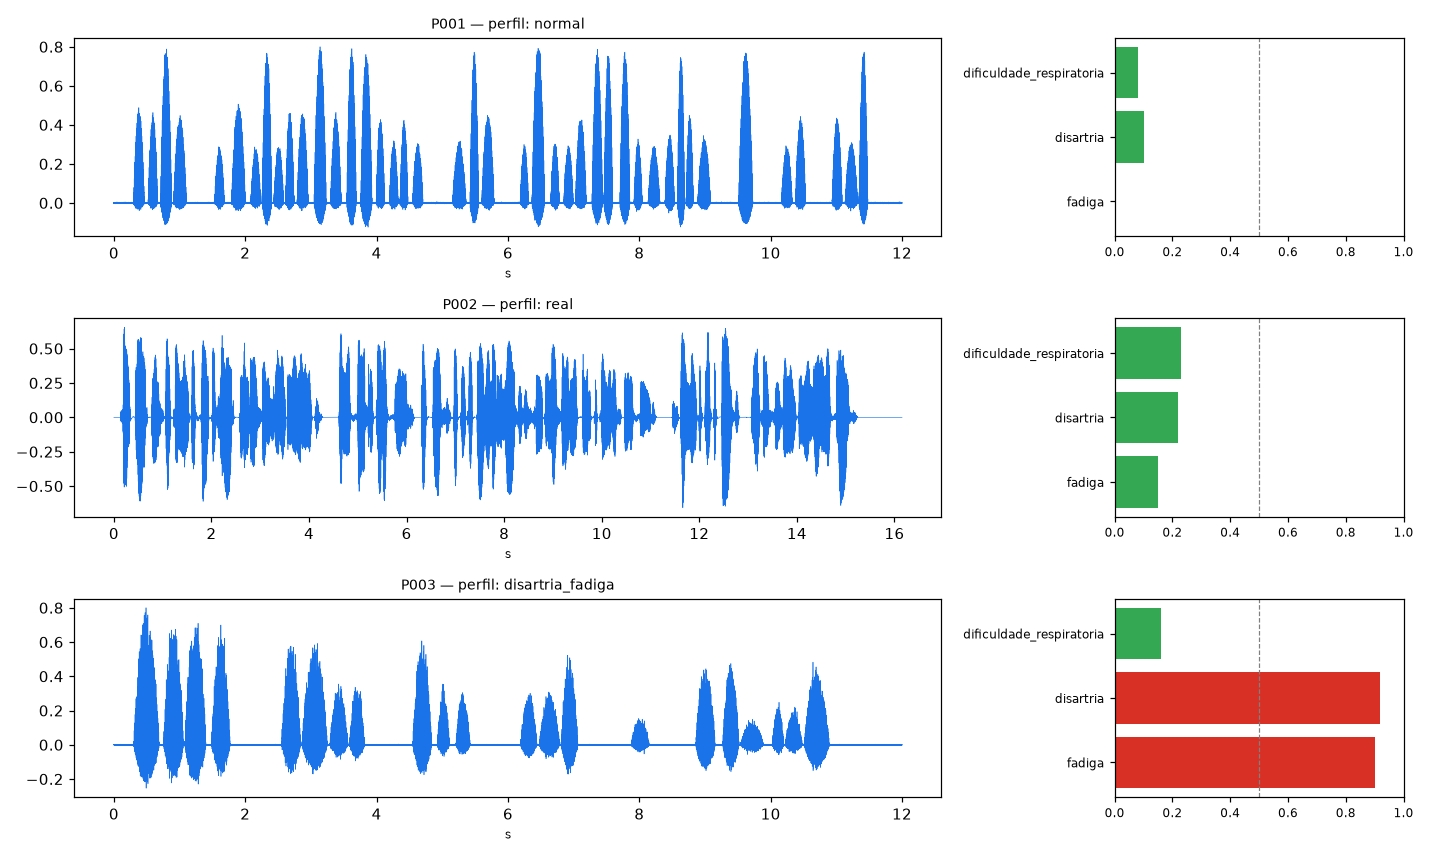 P001 — perfil: normal
0.8
0.6
0.4
0.2
0.0
0 2 4 6 8 10 12
s
dificuldade_respiratoria
disartria
fadiga
0.0 0.2 0.4 0.6 0.8 1.0
P002 — perfil: real
0.50
0.25
0.00
−0.25
−0.50
0 2 4 6 8 10 12 14 16
s
dificuldade_respiratoria
disartria
fadiga
0.0 0.2 0.4 0.6 0.8 1.0
P003 — perfil: disartria_fadiga
0.8
0.6
0.4
0.2
0.0
−0.2
0 2 4 6 8 10 12
s
dificuldade_respiratoria
disartria
fadiga
0.0 0.2 0.4 0.6 0.8 1.0